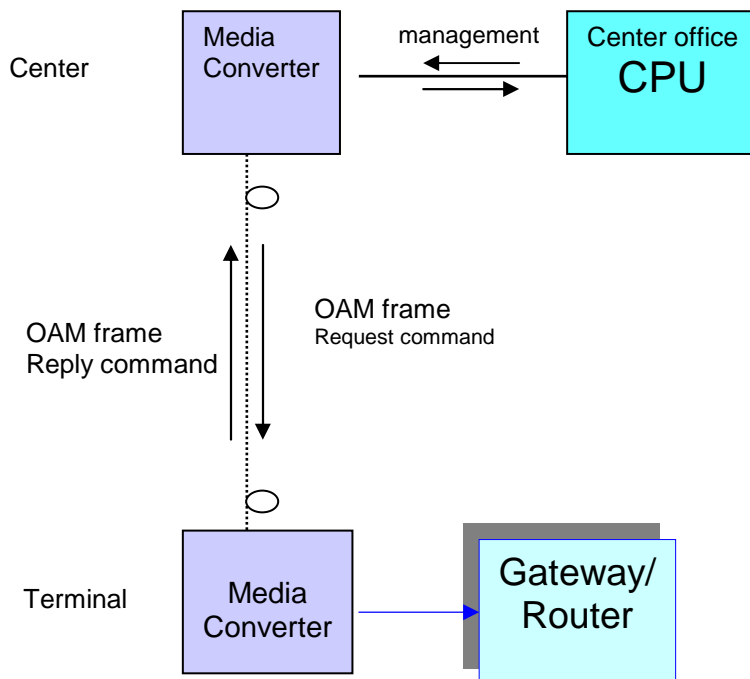 Center
Media
Converter
management
Center office
CPU
OAM frame
Reply command
OAM frame
Request command
Terminal
Media
Converter
Gateway/
Router